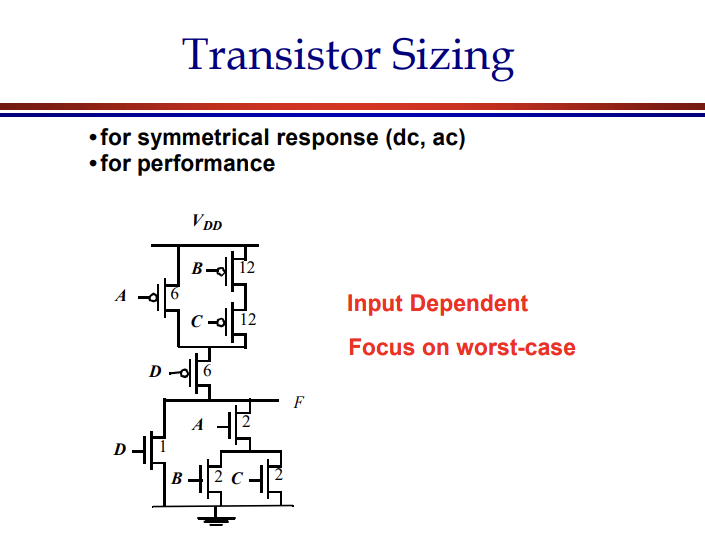 Transistor Sizing
•for symmetrical response (dc, ac)
•for performance
VDD
B 12
A 6
C 12
D 6
F
A 2
D 1
B 2 C 2
Input Dependent
Focus on worst-case